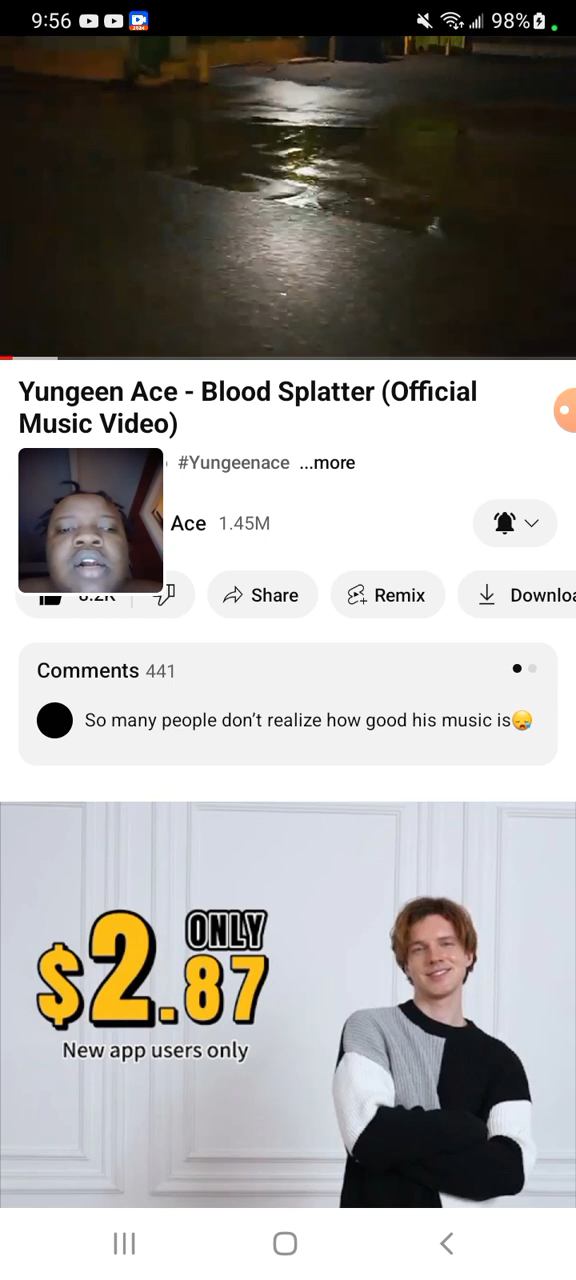 9:56
98%
Yungeen Ace - Blood Splatter (Official
Music Video)
#Yungeenace ...more
Ace 1.45M
Share
Remix
Comments 441
So many people don't realize how good his music is😪
ONLY
$2.87
New app users only